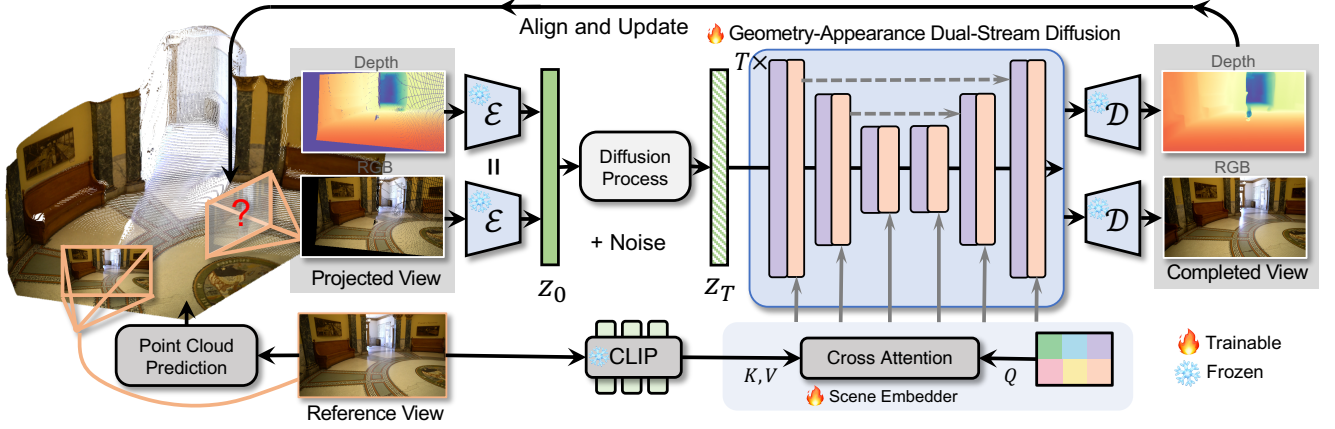 Align and Update
Geometry-Appearance Dual-Stream Diffusion
Depth
T×
Depth
ℰ
𝒟
RGB
=
Diffusion
Process
RGB
?
ℰ
𝒟
+ Noise
Projected View
Completed View
Z₀
Z_T
Point Cloud
Prediction
CLIP
Cross Attention
Trainable
K,V
Q
Frozen
Scene Embedder
Reference View